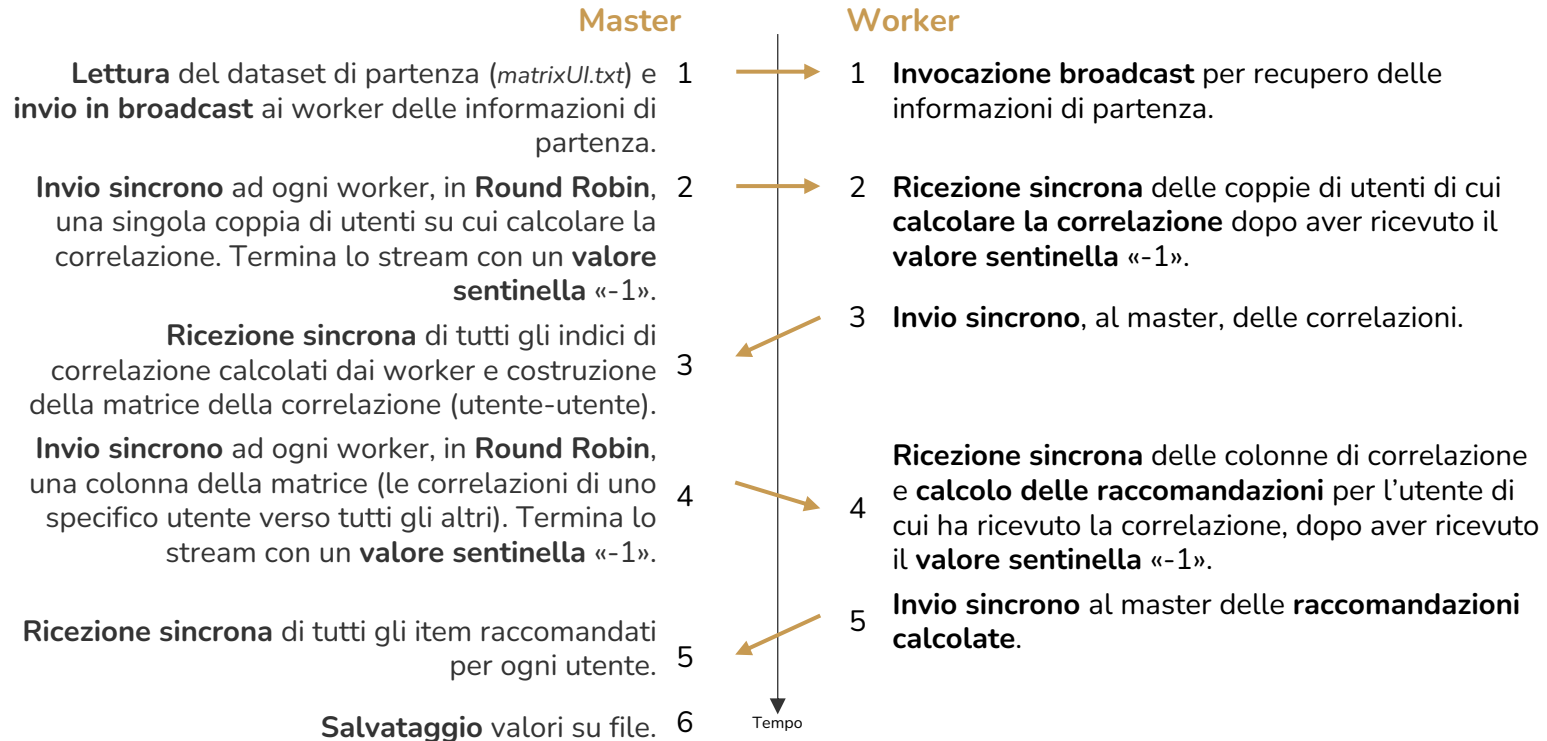 Master
Worker
Lettura del dataset di partenza (matrixUI.txt) e
invio in broadcast ai worker delle informazioni di
partenza.
1
1
Invocazione broadcast per recupero delle
informazioni di partenza.
Invio sincrono ad ogni worker, in Round Robin,
una singola coppia di utenti su cui calcolare la
correlazione. Termina lo stream con un valore
sentinella «-1».
2
2
Ricezione sincrona delle coppie di utenti di cui
calcolare la correlazione dopo aver ricevuto il
valore sentinella «-1».
3
Invio sincrono, al master, delle correlazioni.
Ricezione sincrona di tutti gli indici di
correlazione calcolati dai worker e costruzione
della matrice della correlazione (utente-utente).
3
Invio sincrono ad ogni worker, in Round Robin,
una colonna della matrice (le correlazioni di uno
specifico utente verso tutti gli altri). Termina lo
stream con un valore sentinella «-1».
4
4
Ricezione sincrona delle colonne di correlazione
e calcolo delle raccomandazioni per l’utente di
cui ha ricevuto la correlazione, dopo aver ricevuto
il valore sentinella «-1».
5
Invio sincrono al master delle raccomandazioni
calcolate.
Ricezione sincrona di tutti gli item raccomandati
per ogni utente.
5
Salvataggio valori su file.
6
Tempo